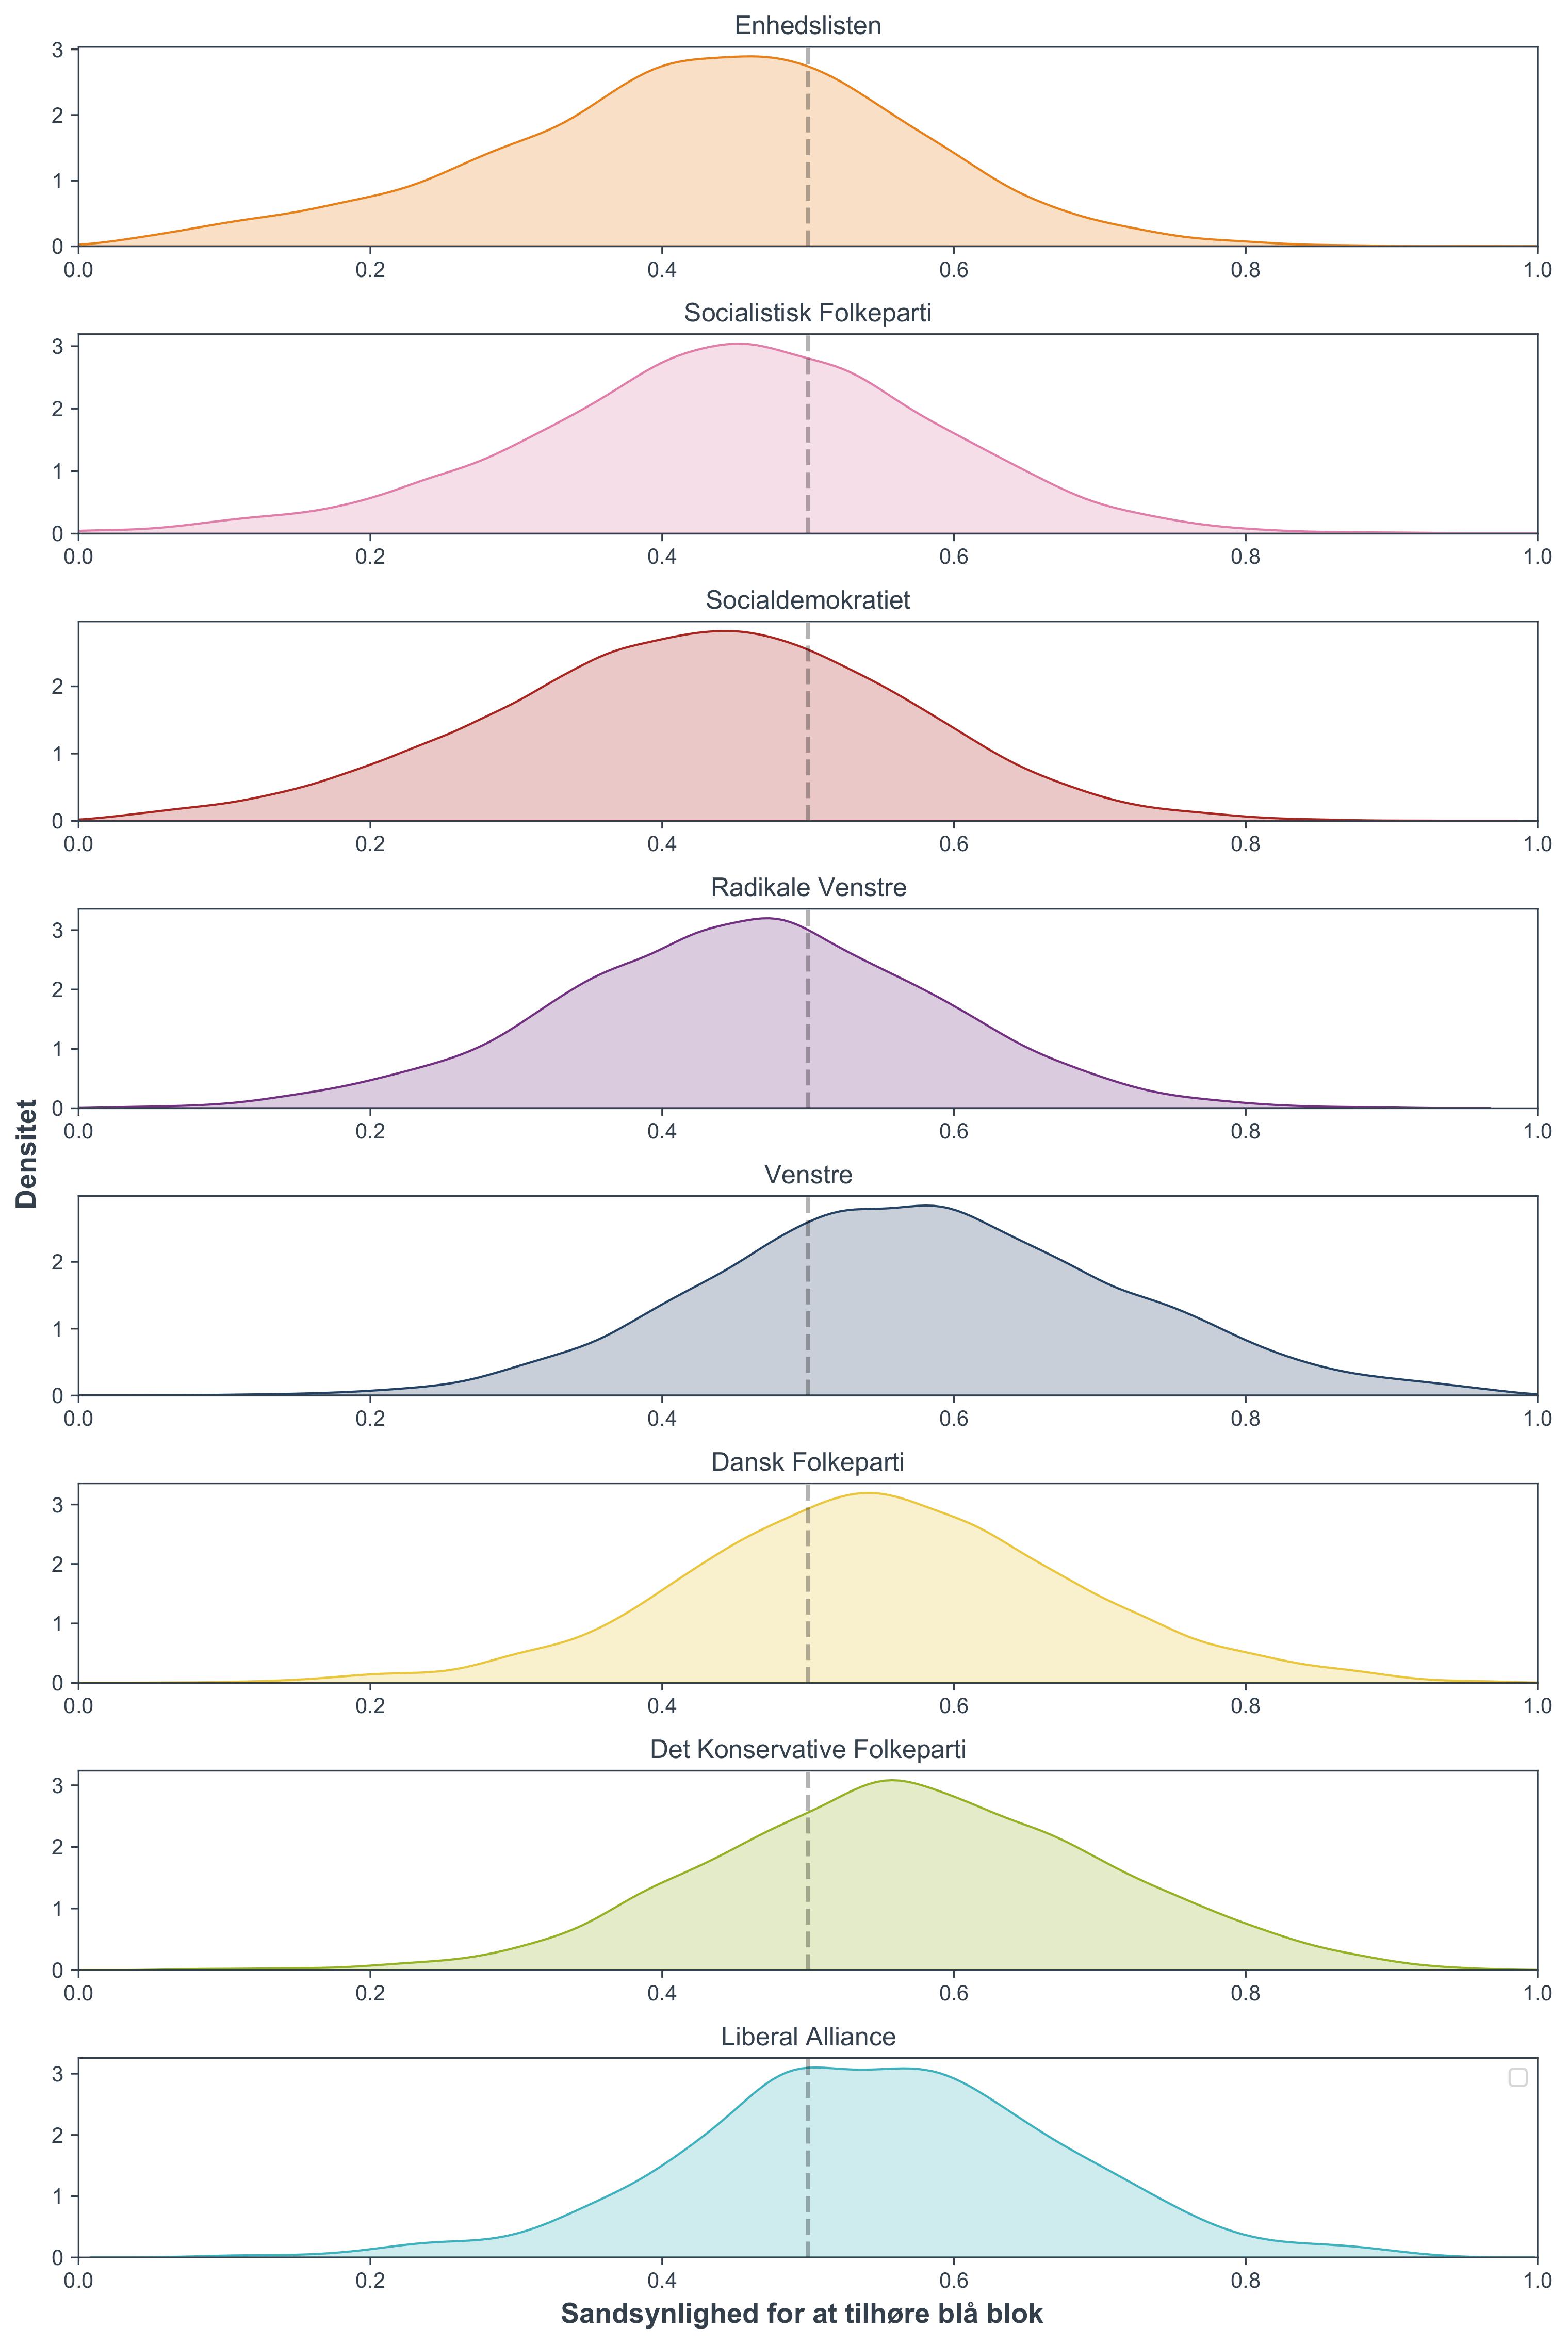 Enhedslisten
3
2
1
0
0.0 0.2 0.4 0.6 0.8 1.0
Socialistisk Folkeparti
3
2
1
0
0.0 0.2 0.4 0.6 0.8 1.0
Socialdemokratiet
2
1
0
0.0 0.2 0.4 0.6 0.8 1.0
Radikale Venstre
3
2
1
0
0.0 0.2 0.4 0.6 0.8 1.0
Densitet
Venstre
2
1
0
0.0 0.2 0.4 0.6 0.8 1.0
Dansk Folkeparti
3
2
1
0
0.0 0.2 0.4 0.6 0.8 1.0
Det Konservative Folkeparti
3
2
1
0
0.0 0.2 0.4 0.6 0.8 1.0
Liberal Alliance
3
2
1
0
0.0 0.2 0.4 0.6 0.8 1.0
Sandsynlighed for at tilhøre blå blok